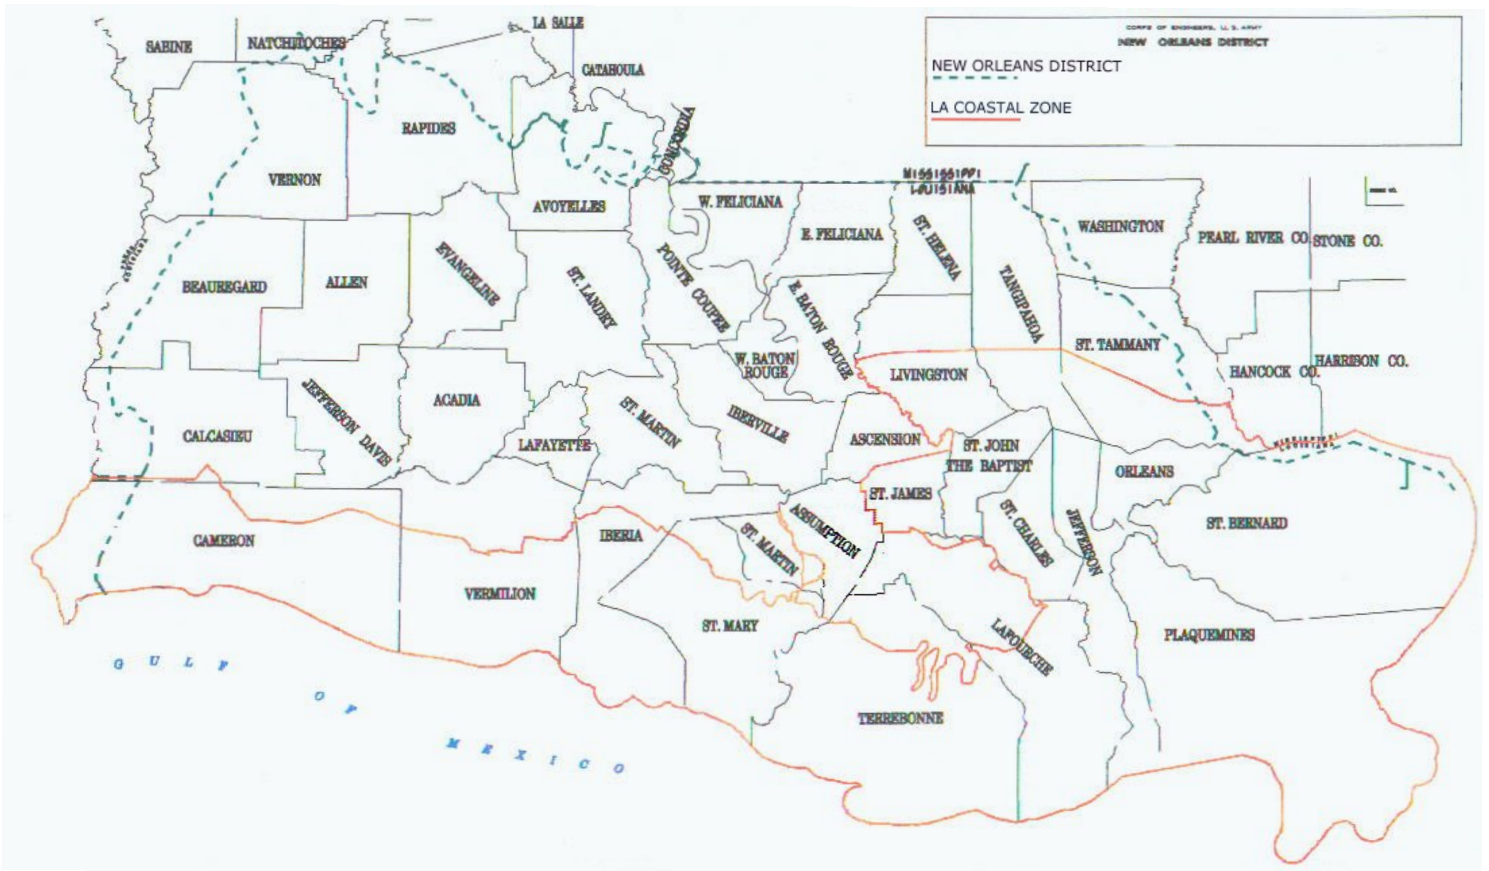 CORPS OF ENGINEERS, U. S. ARMY
NEW ORLEANS DISTRICT
NEW ORLEANS DISTRICT
LA COASTAL ZONE
LA SALLE
SABINE
NATCHITOCHES
CATAHOULA
CONCORDIA
RAPIDES
VERNON
AVOYELLES
MISSISSIPPI
LOUISIANA
W. FELICIANA
E. FELICIANA
ST. HELENA
WASHINGTON
PEARL RIVER CO.
STONE CO.
BEAUREGARD
ALLEN
EVANGELINE
ST. LANDRY
POINTE COUPEE
E. BATON ROUGE
TANGIPAHOA
ST. TAMMANY
W. BATON
ROUGE
LIVINGSTON
HANCOCK CO.
HARRISON CO.
CALCASIEU
JEFFERSON DAVIS
ACADIA
LAFAYETTE
ST. MARTIN
IBERVILLE
ASCENSION
ST. JOHN
THE BAPTIST
MISSISSIPPI
LOUISIANA
ORLEANS
ST. JAMES
ST. CHARLES
JEFFERSON
ST. BERNARD
CAMERON
VERMILION
IBERIA
ST. MARTIN
ASSUMPTION
ST. MARY
LAFOURCHE
PLAQUEMINES
TERREBONNE
GULF
OF
MEXICO